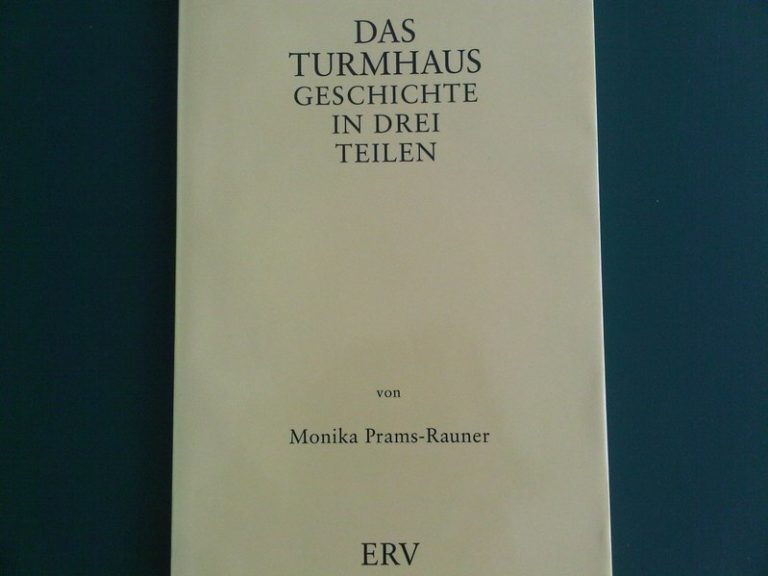 DAS
TURMHAUS
GESCHICHTE
IN DREI
TEILEN
von
Monika Prams-Rauner
ERV